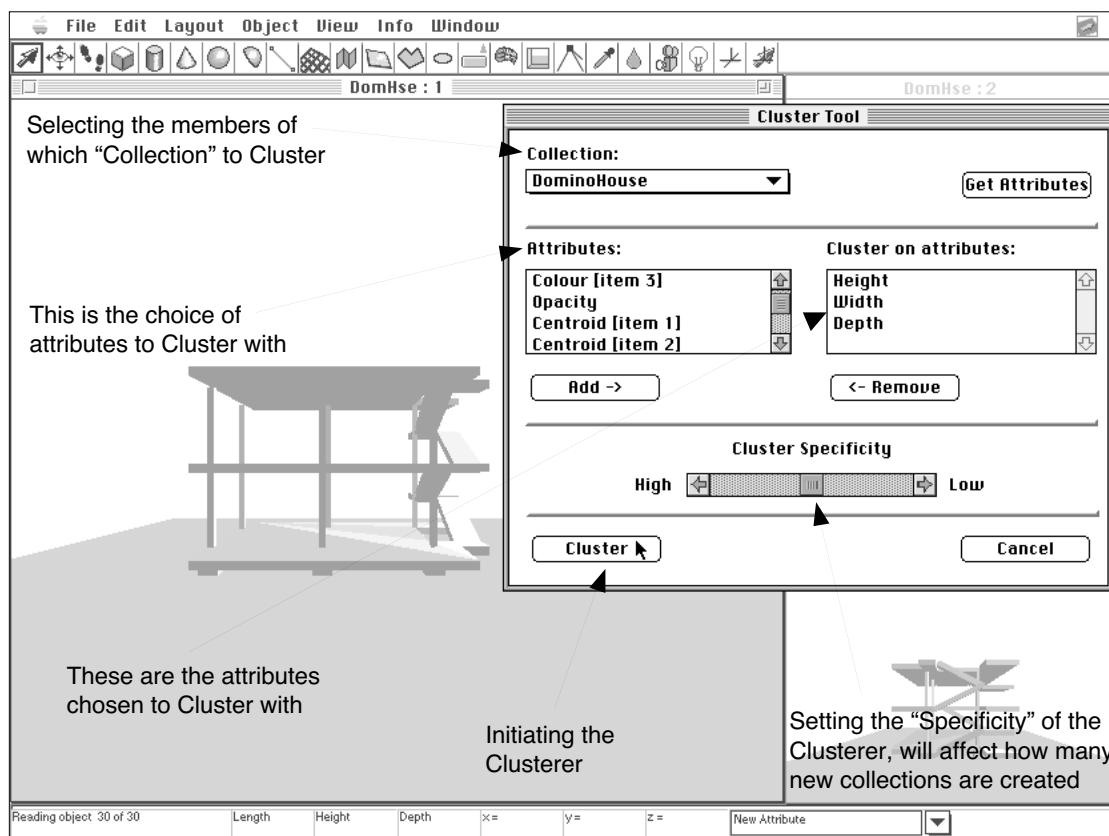 File Edit Layout Object View Info Window
DomHse : 1
DomHse : 2
Selecting the members of
which “Collection” to Cluster
Cluster Tool
Collection:
DominoHouse
Get Attributes
Attributes:
Cluster on attributes:
Colour [item 3]
Opacity
Centroid [item 1]
Centroid [item 2]
Height
Width
Depth
This is the choice of
attributes to Cluster with
Add ->
<- Remove
Cluster Specificity
High
Low
Cluster
Cancel
These are the attributes
chosen to Cluster with
Initiating the
Clusterer
Setting the “Specificity” of the
Clusterer, will affect how many
new collections are created
Reading object 30 of 30
Length
Height
Depth
x =
y =
z =
New Attribute